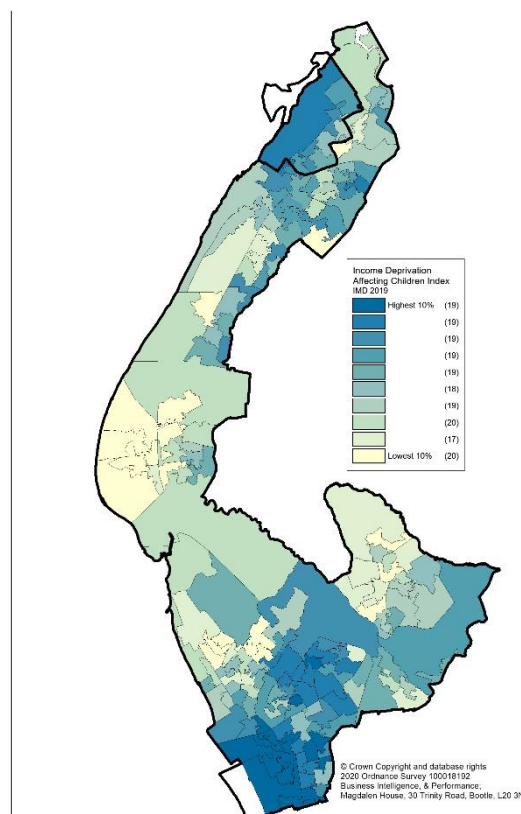 Income Deprivation
Affecting Children Index
IMD 2019
Highest 10% (19)
(19)
(19)
(19)
(19)
(18)
(19)
(20)
(17)
Lowest 10% (20)
© Crown Copyright and database rights
2020 Ordnance Survey 100018192
Business Intelligence, & Performance,
Magdalen House, 30 Trinity Road, Bootle, L20